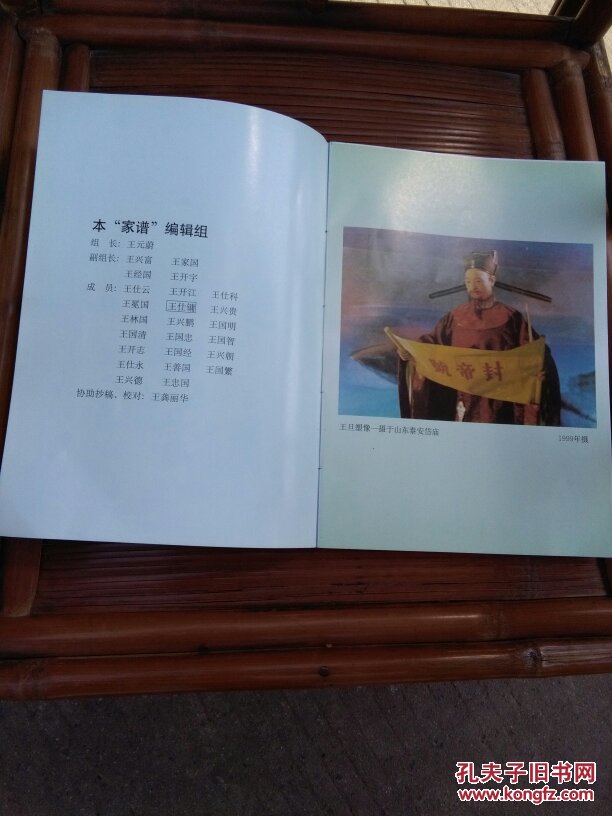 本“家谱”编辑组
组 长：王元蔚
副组长：王兴富 王家国
王经国 王开字
成 员：王仕云 王开江 王仕科
王冕国 王仕键 王兴贵
王林国 王兴鹏 王国明
王国清 王国忠 王国智
王开志 王国经 王兴朝
王仕永 王善国 王国繁
王兴德 王忠国
协助抄稿、校对：王龚丽华
封帝
王旦塑像—摄于山东泰安岱庙
1999年摄
孔夫子旧书网
www.kongfz.com